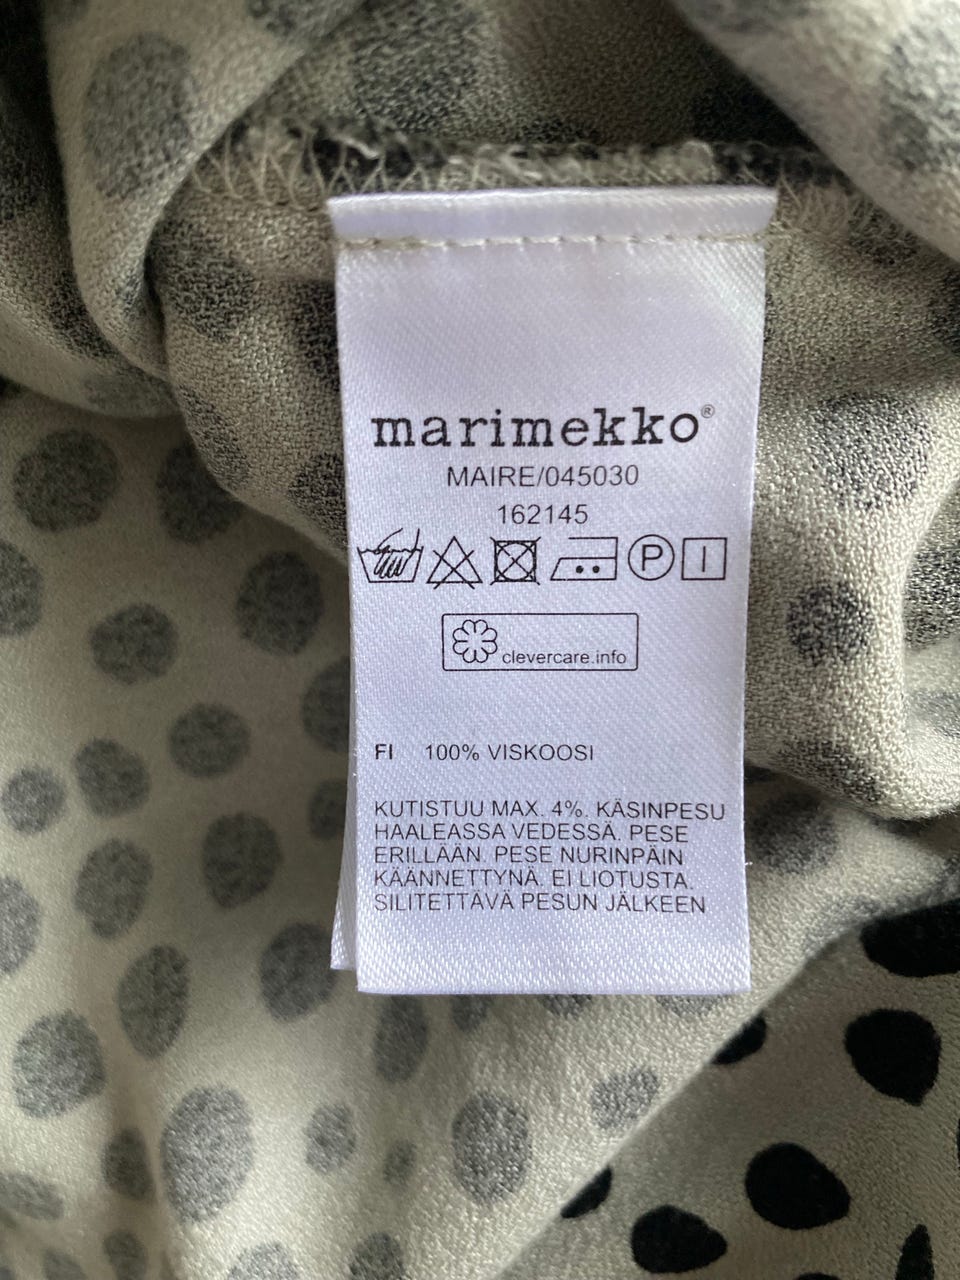 marimekko®
MAIRE/045030
162145
P
clevercare.info
FI 100% VISKOOSI
KUTISTUU MAX. 4%. KÄSINPESU
HAALEASSA VEDESSÄ. PESE
ERILLÄÄN. PESE NURINPÄIN
KÄÄNNETTYNÄ. EI LIOTUSTA.
SILITETTÄVÄ PESUN JÄLKEEN